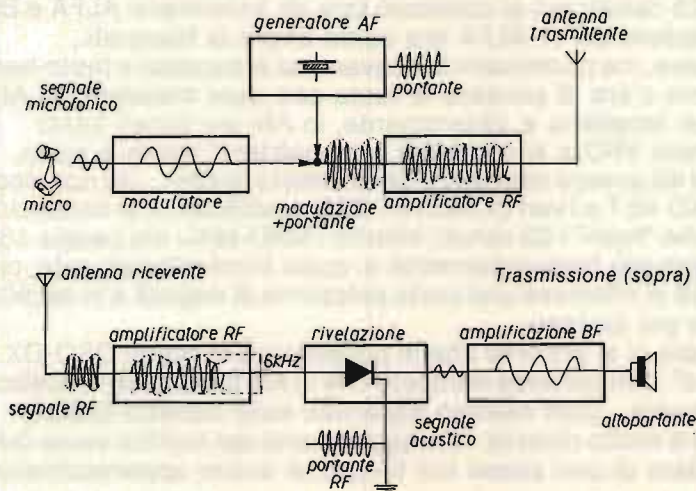 generatore AF
portante
antenna
trasmittente
segnale
microfonico
micro
modulatore
modulazione
+portante
amplificatore RF
antenna ricevente
Trasmissione (sopra)
amplificatore RF
6kHz
rivelazione
amplificazione BF
segnale RF
segnale
acustico
altopartante
portante
RF